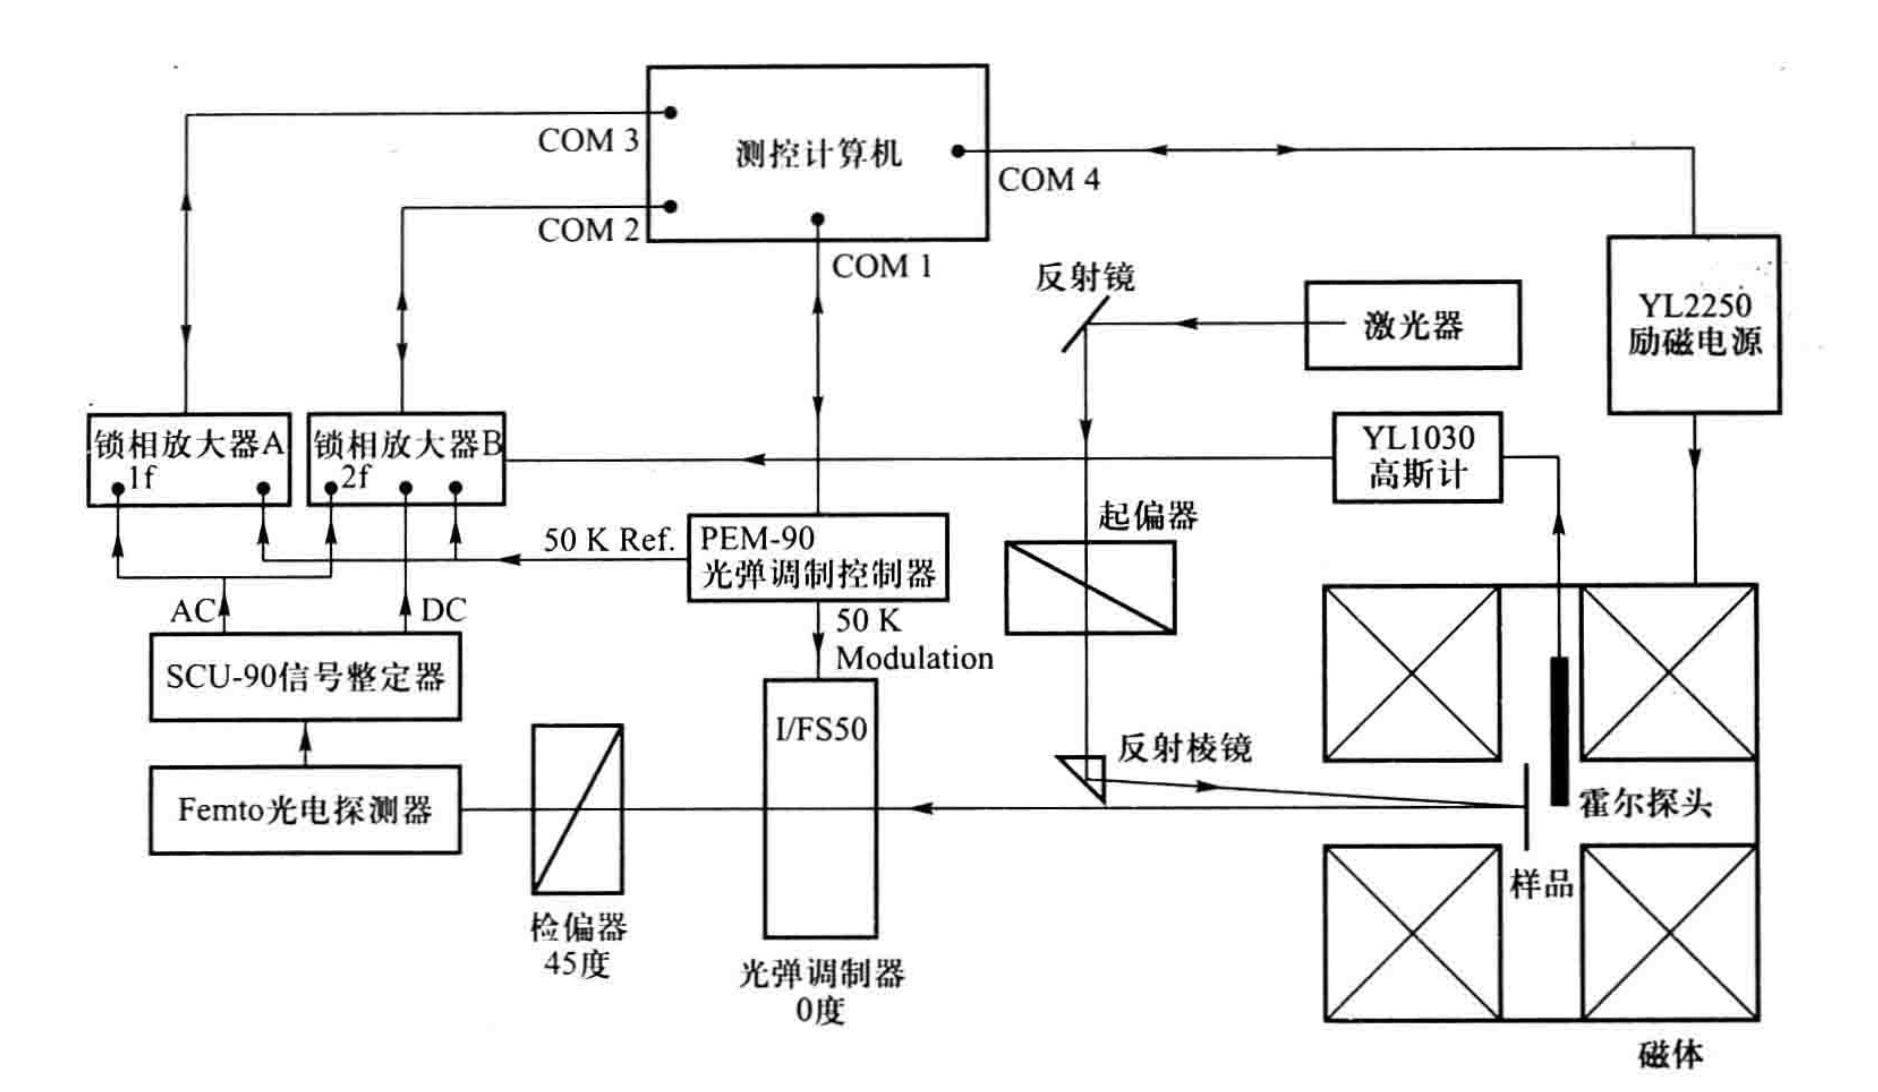 COM 3
测控计算机
COM 4
COM 2
COM 1
反射镜
激光器
YL2250
励磁电源
锁相放大器A
1f
锁相放大器B
2f
YL1030
高斯计
起偏器
50 K Ref.
PEM-90
光弹调制控制器
AC
DC
50 K
Modulation
SCU-90信号整定器
I/FS50
反射棱镜
Femto光电探测器
霍尔探头
样品
检偏器
45度
光弹调制器
0度
磁体